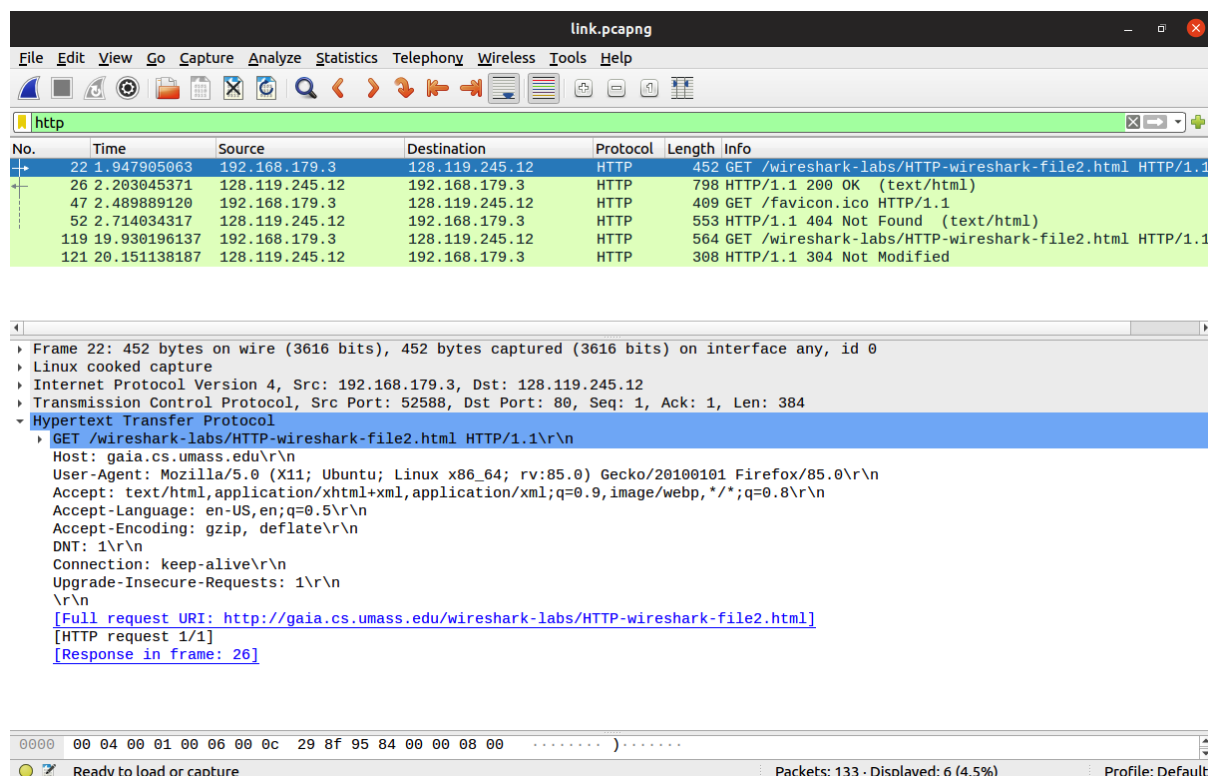 link.pcapng
File Edit View Go Capture Analyze Statistics Telephony Wireless Tools Help
http
No. Time Source Destination Protocol Length Info
22 1.947905063 192.168.179.3 128.119.245.12 HTTP 452 GET /wireshark-labs/HTTP-wireshark-file2.html HTTP/1.1
26 2.203045371 128.119.245.12 192.168.179.3 HTTP 798 HTTP/1.1 200 OK (text/html)
47 2.489889120 192.168.179.3 128.119.245.12 HTTP 409 GET /favicon.ico HTTP/1.1
52 2.714034317 128.119.245.12 192.168.179.3 HTTP 553 HTTP/1.1 404 Not Found (text/html)
119 19.930196137 192.168.179.3 128.119.245.12 HTTP 564 GET /wireshark-labs/HTTP-wireshark-file2.html HTTP/1.1
121 20.151138187 128.119.245.12 192.168.179.3 HTTP 308 HTTP/1.1 304 Not Modified
Frame 22: 452 bytes on wire (3616 bits), 452 bytes captured (3616 bits) on interface any, id 0
Linux cooked capture
Internet Protocol Version 4, Src: 192.168.179.3, Dst: 128.119.245.12
Transmission Control Protocol, Src Port: 52588, Dst Port: 80, Seq: 1, Ack: 1, Len: 384
Hypertext Transfer Protocol
GET /wireshark-labs/HTTP-wireshark-file2.html HTTP/1.1\r\n
Host: gaia.cs.umass.edu\r\n
User-Agent: Mozilla/5.0 (X11; Ubuntu; Linux x86_64; rv:85.0) Gecko/20100101 Firefox/85.0\r\n
Accept: text/html,application/xhtml+xml,application/xml;q=0.9,image/webp,*/*;q=0.8\r\n
Accept-Language: en-US,en;q=0.5\r\n
Accept-Encoding: gzip, deflate\r\n
DNT: 1\r\n
Connection: keep-alive\r\n
Upgrade-Insecure-Requests: 1\r\n
\r\n
[Full request URI: http://gaia.cs.umass.edu/wireshark-labs/HTTP-wireshark-file2.html]
[HTTP request 1/1]
[Response in frame: 26]
0000 00 04 00 01 00 06 00 0c 29 8f 95 84 00 00 08 00 ········ )·······
Ready to load or capture Packets: 133 · Displayed: 6 (4.5%) Profile: Default